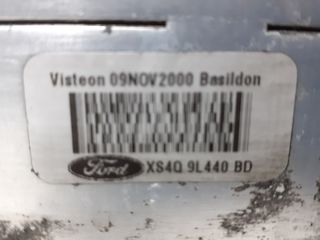 Visteon 09NOV2000 Basildon
Ford XS4Q 9L440 BD